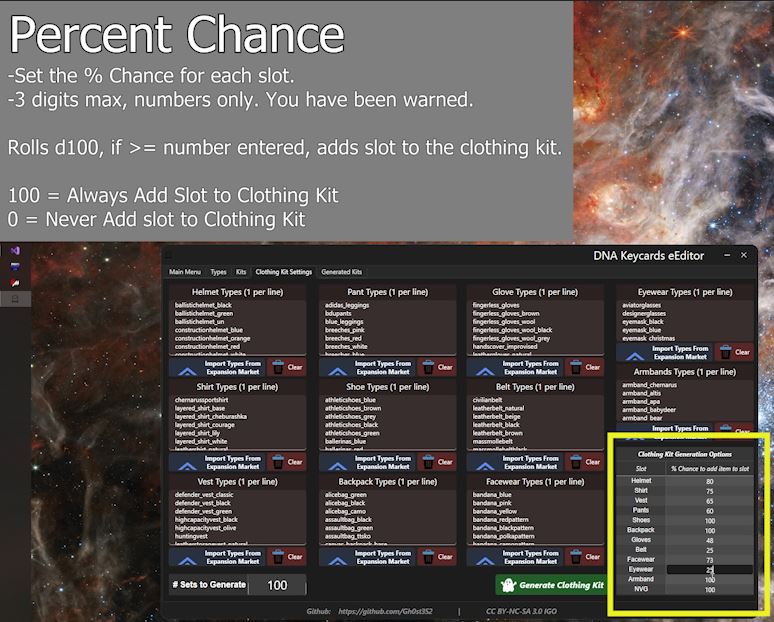 Percent Chance
-Set the % Chance for each slot.
-3 digits max, numbers only. You have been warned.
Rolls d100, if >= number entered, adds slot to the clothing kit.
100 = Always Add Slot to Clothing Kit
0 = Never Add slot to Clothing Kit
DNA Keycards eEditor
Main Menu Types Kits Clothing Kit Settings Generated Kits
Helmet Types (1 per line)
ballistichelmet_black
ballistichelmet_green
ballistichelmet_un
constructionhelmet_blue
constructionhelmet_orange
constructionhelmet_red
constructionhelmet_white
Import Types From
Expansion Market
Clear
Pant Types (1 per line)
adidas_leggings
bdupants
blue_leggings
breeches_pink
breeches_red
breeches_white
breeches_blue
Import Types From
Expansion Market
Clear
Glove Types (1 per line)
fingerless_gloves
fingerless_gloves_brown
fingerless_gloves_wool
fingerless_gloves_wool_black
fingerless_gloves_wool_grey
handscover_improvised
leathergloves_natural
Import Types From
Expansion Market
Clear
Eyewear Types (1 per line)
aviatorglasses
designerglasses
eyemask_black
eyemask_blue
eyemask_christmas
Import Types From
Expansion Market
Clear
Shirt Types (1 per line)
chernarussportshirt
layered_shirt_base
layered_shirt_cheburashka
layered_shirt_courage
layered_shirt_lily
layered_shirt_white
Import Types From
Expansion Market
Clear
Shoe Types (1 per line)
athleticshoes_blue
athleticshoes_brown
athleticshoes_grey
athleticshoes_black
athleticshoes_green
ballerinas_blue
Import Types From
Expansion Market
Clear
Belt Types (1 per line)
civilianbelt
leatherbelt_natural
leatherbelt_beige
leatherbelt_black
leatherbelt_brown
massmollebelt
Import Types From
Expansion Market
Clear
Armbands Types (1 per line)
armband_chernarus
armband_altis
armband_apa
armband_babydeer
armband_bear
Import Types From
Clear
Vest Types (1 per line)
defender_vest_classic
defender_vest_black
defender_vest_green
highcapacityvest_black
highcapacityvest_olive
huntingvest
leatherstoragevest_natural
Import Types From
Expansion Market
Clear
Backpack Types (1 per line)
alicebag_green
alicebag_black
alicebag_camo
assaultbag_black
assaultbag_green
assaultbag_ttsko
canvas_backpack_base
Import Types From
Expansion Market
Clear
Facewear Types (1 per line)
bandana_blue
bandana_pink
bandana_yellow
bandana_redpattern
bandana_blackpattern
bandana_polkapattern
bandana_camopattern
Import Types From
Expansion Market
Clear
Clothing Kit Generation Options
Slot % Chance to add item to slot
Helmet 80
Shirt 75
Vest 65
Pants 60
Shoes 100
Backpack 100
Gloves 48
Belt 25
Facewear 73
Eyewear
Armband 100
NVG 100
# Sets to Generate 100
Generate Clothing Kit
Github: https://github.com/Gh0st352 | CC BY-NC-SA 3.0 IGO